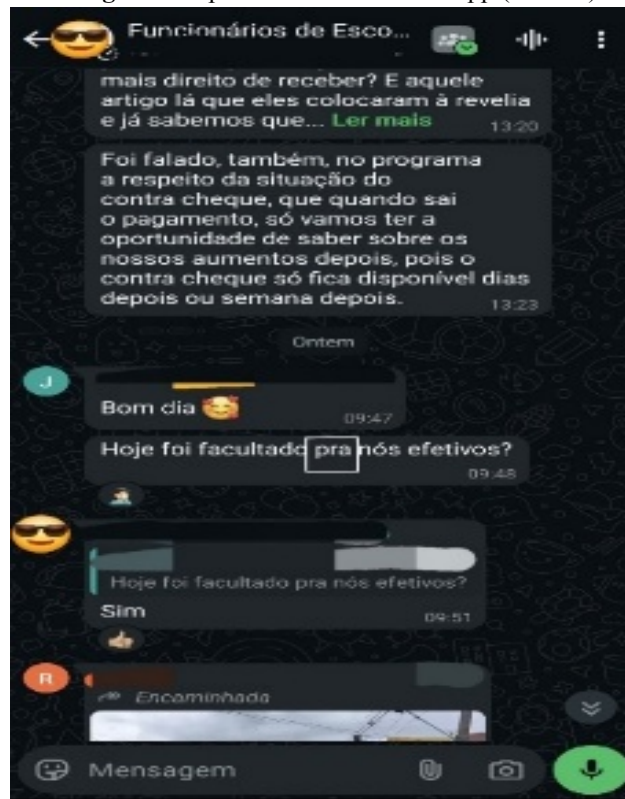 Funcionários de Esco...
mais direito de receber? E aquele
artigo lá que eles colocaram à revelia
e já sabemos que... Ler mais
13:20
Foi falado, também, no programa
a respeito da situação do
contra cheque, que quando sai
o pagamento, só vamos ter a
oportunidade de saber sobre os
nossos aumentos depois, pois o
contra cheque só fica disponível dias
depois ou semana depois.
13:23
Ontem
J
Bom dia
09:47
Hoje foi facultado pra nós efetivos?
09:48
Hoje foi facultado pra nós efetivos?
Sim
09:51
R
Encaminhada
Mensagem